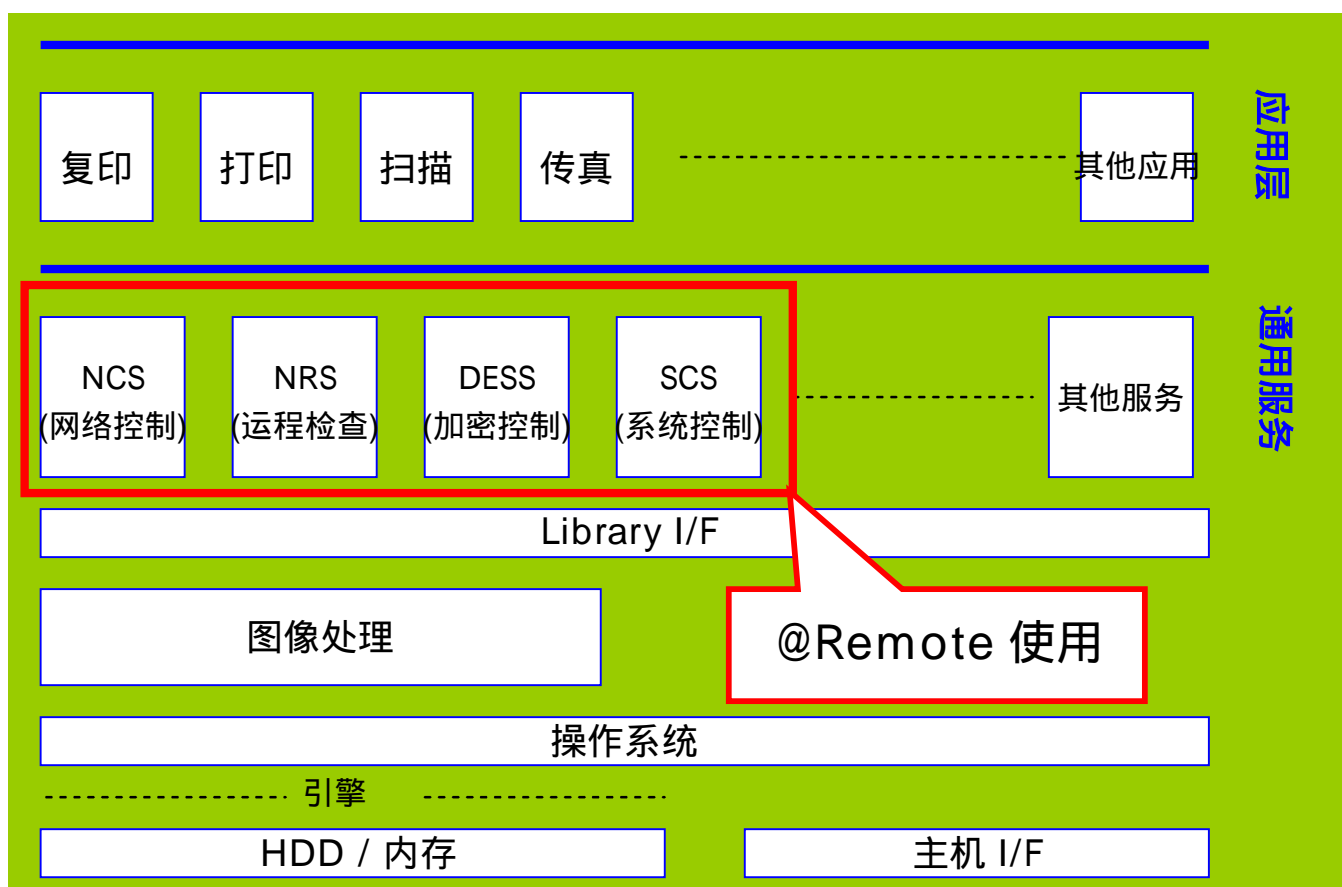 复印
打印
扫描
传真
其他应用
应用层
NCS
(网络控制)
NRS
(运程检查)
DESS
(加密控制)
SCS
(系统控制)
其他服务
通用服务
Library I/F
图像处理
@Remote 使用
操作系统
引擎
HDD / 内存
主机 I/F